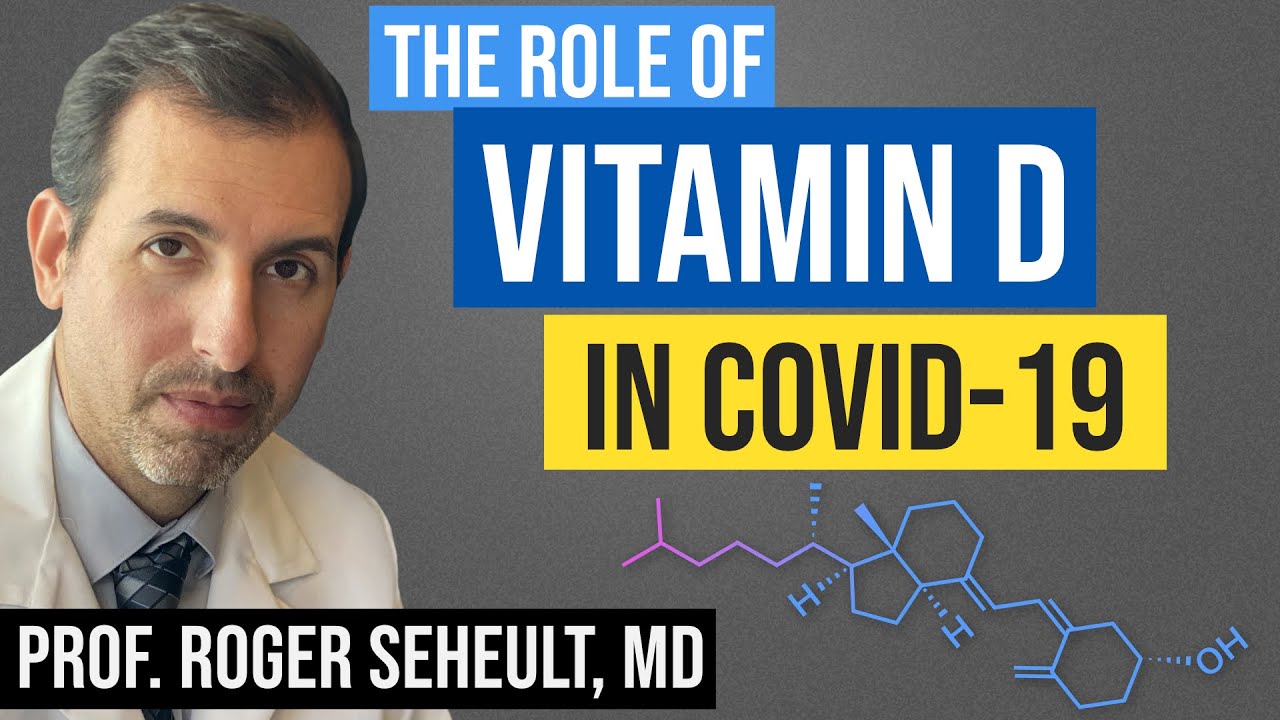 THE ROLE OF
VITAMIN D
IN COVID-19
H
H
OH
PROF. ROGER SEHEULT, MD